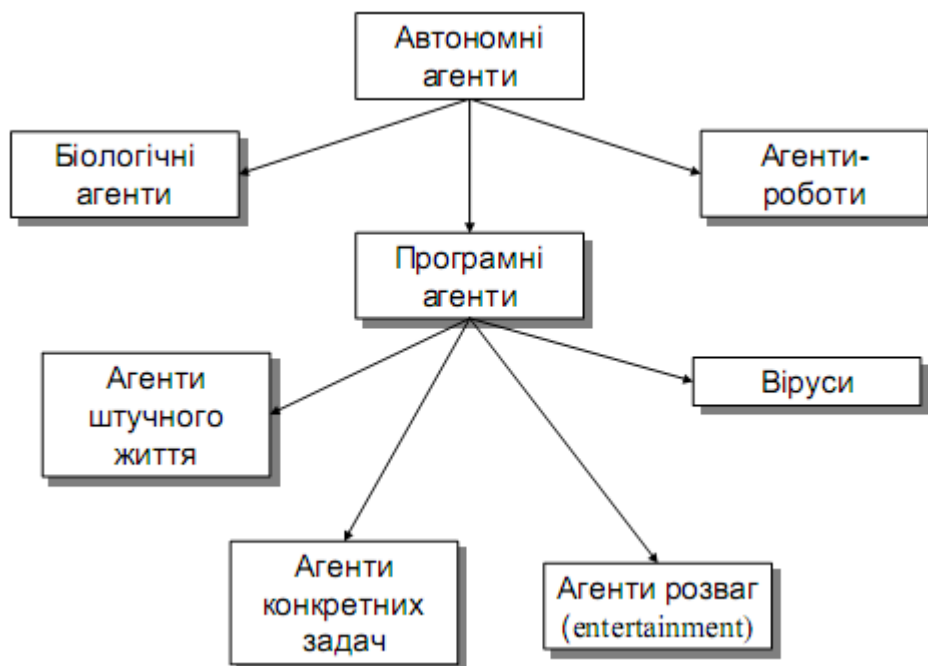 Автономні
агенти
Біологічні
агенти
Агенти-
роботи
Програмні
агенти
Агенти
штучного
життя
Віруси
Агенти
конкретних
задач
Агенти розваг
(entertainment)